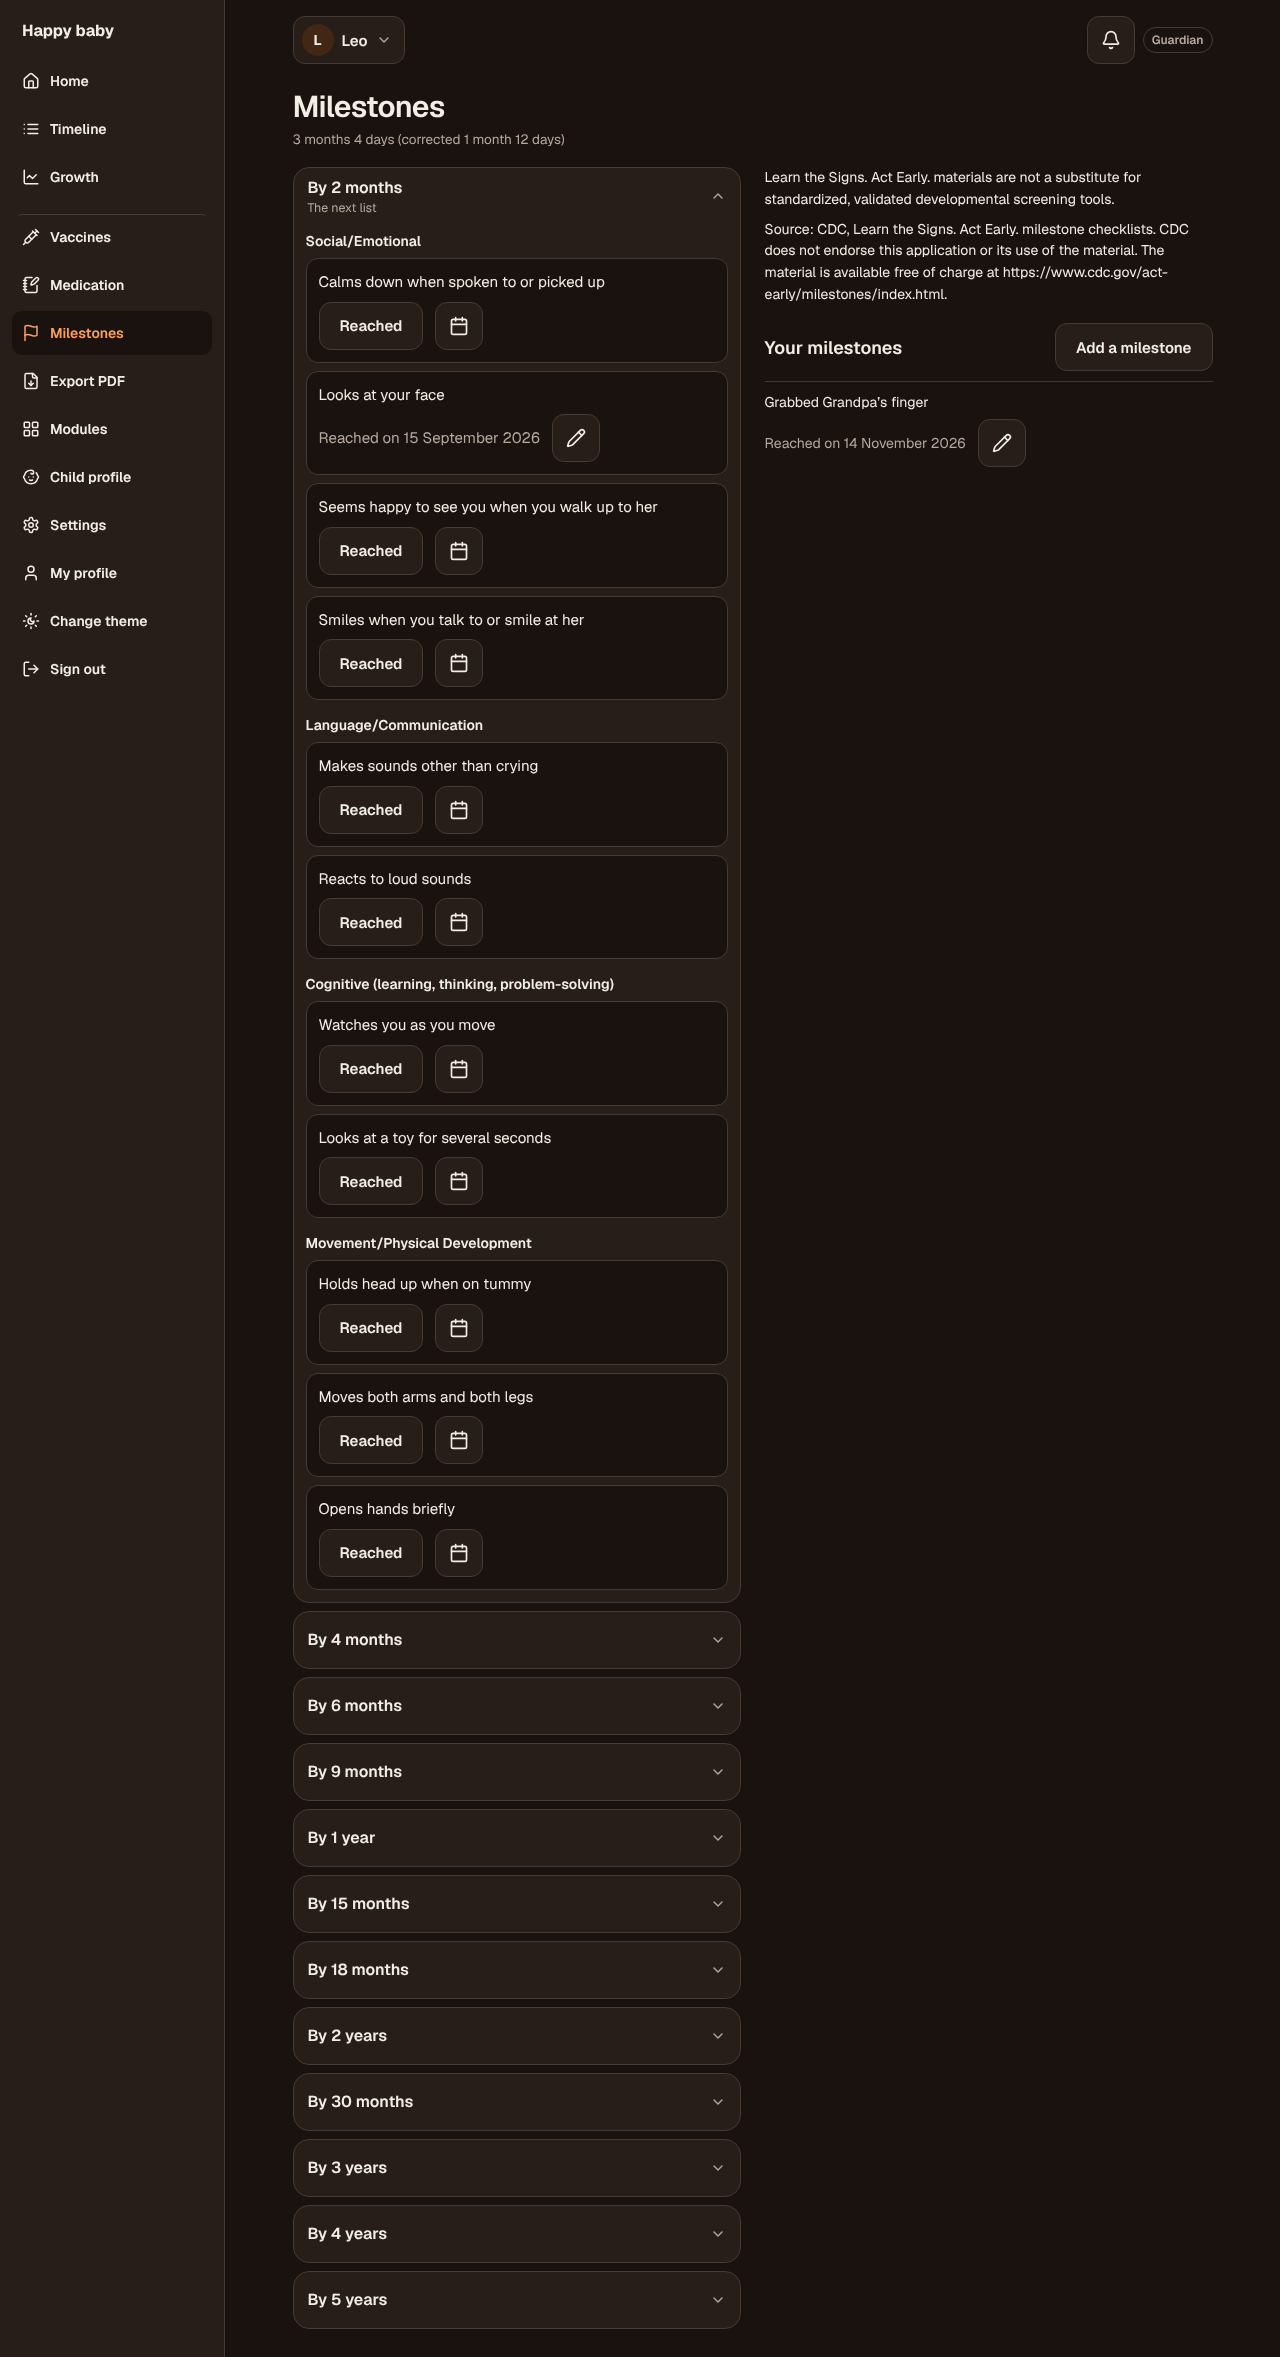 Happy baby
Home
Timeline
Growth
Vaccines
Medication
Milestones
Export PDF
Modules
Child profile
Settings
My profile
Change theme
Sign out
L Leo
Guardian
Milestones
3 months 4 days (corrected 1 month 12 days)
By 2 months
The next list
Social/Emotional
Calms down when spoken to or picked up
Reached
Looks at your face
Reached on 15 September 2026
Seems happy to see you when you walk up to her
Reached
Smiles when you talk to or smile at her
Reached
Language/Communication
Makes sounds other than crying
Reached
Reacts to loud sounds
Reached
Cognitive (learning, thinking, problem-solving)
Watches you as you move
Reached
Looks at a toy for several seconds
Reached
Movement/Physical Development
Holds head up when on tummy
Reached
Moves both arms and both legs
Reached
Opens hands briefly
Reached
By 4 months
By 6 months
By 9 months
By 1 year
By 15 months
By 18 months
By 2 years
By 30 months
By 3 years
By 4 years
By 5 years
Learn the Signs. Act Early. materials are not a substitute for
standardized, validated developmental screening tools.
Source: CDC, Learn the Signs. Act Early. milestone checklists. CDC
does not endorse this application or its use of the material. The
material is available free of charge at https://www.cdc.gov/act-
early/milestones/index.html.
Your milestones
Add a milestone
Grabbed Grandpa's finger
Reached on 14 November 2026